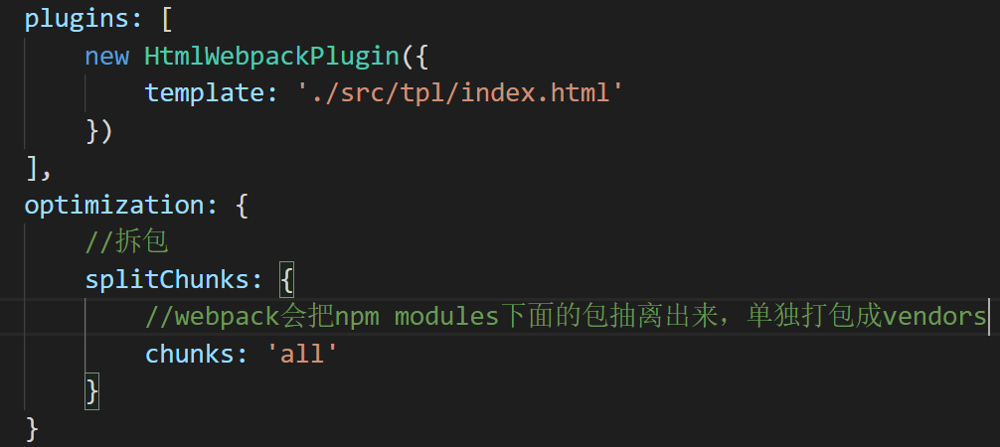 plugins: [
    new HtmlWebpackPlugin({
        template: './src/tpl/index.html'
    })
],
optimization: {
    //拆包
    splitChunks: {
        //webpack会把npm modules下面的包抽离出来，单独打包成vendors
        chunks: 'all'
    }
}